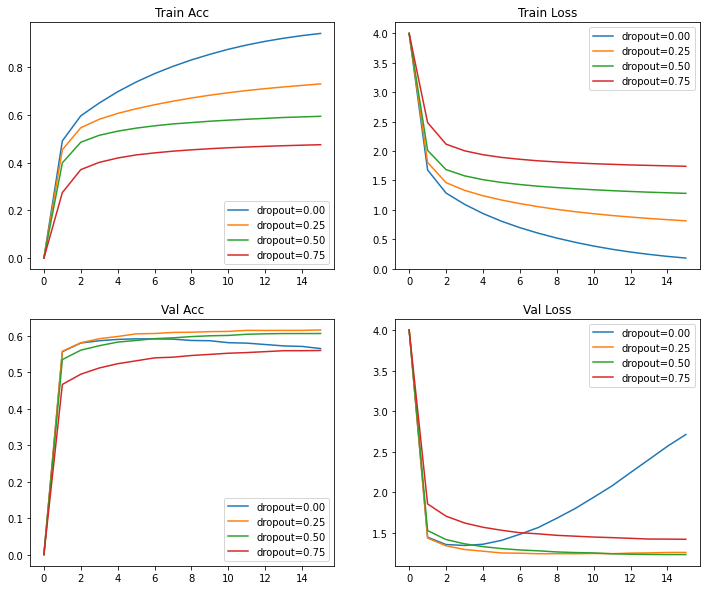 Train Acc
0.8
0.6
0.4
0.2
0.0
0 2 4 6 8 10 12 14
dropout=0.00
dropout=0.25
dropout=0.50
dropout=0.75
Train Loss
4.0
3.5
3.0
2.5
2.0
1.5
1.0
0.5
0.0
0 2 4 6 8 10 12 14
dropout=0.00
dropout=0.25
dropout=0.50
dropout=0.75
Val Acc
0.6
0.5
0.4
0.3
0.2
0.1
0.0
0 2 4 6 8 10 12 14
dropout=0.00
dropout=0.25
dropout=0.50
dropout=0.75
Val Loss
4.0
3.5
3.0
2.5
2.0
1.5
0 2 4 6 8 10 12 14
dropout=0.00
dropout=0.25
dropout=0.50
dropout=0.75